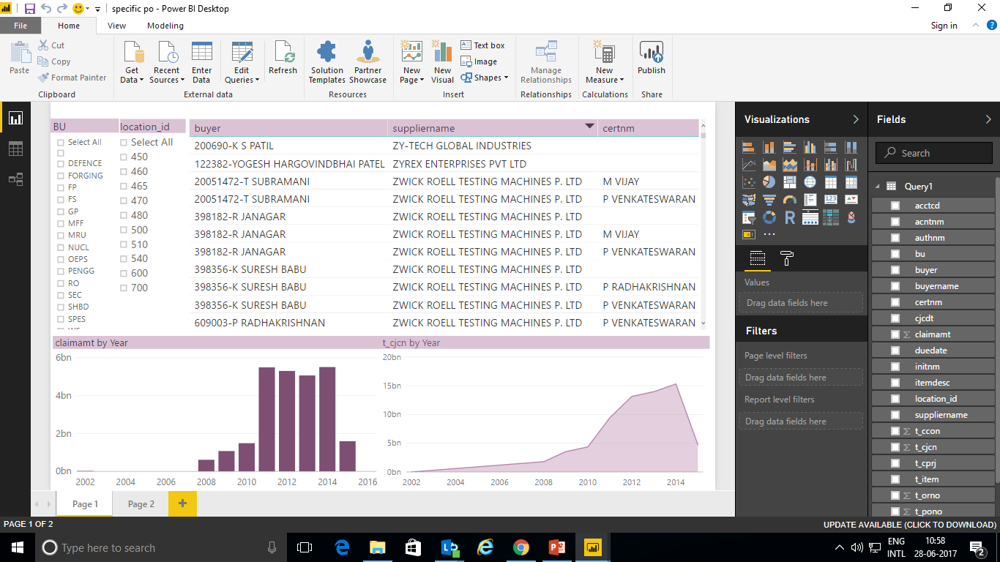 specific po - Power BI Desktop
File Home View Modeling Sign in
Paste
Cut
Copy
Format Painter
Clipboard
Get Data
Recent Sources
Enter Data
Edit Queries
Refresh
External data
Solution Templates
Partner Showcase
Resources
New Page
New Visual
Text box
Image
Shapes
Insert
Manage Relationships
Relationships
New Measure
Calculations
Publish
Share
BU
Select All
DEFENCE
FORGING
FP
FS
GP
MFF
MRU
NUCL
OEPS
PENGG
RO
SEC
SHBD
SPES
location_id
Select All
450
460
465
470
480
500
510
540
600
700
buyer suppliername certnm
200690-K S PATIL ZY-TECH GLOBAL INDUSTRIES
122382-YOGESH HARGOVINDBHAI PATEL ZYREX ENTERPRISES PVT LTD
20051472-T SUBRAMANI ZWICK ROELL TESTING MACHINES P. LTD M VIJAY
20051472-T SUBRAMANI ZWICK ROELL TESTING MACHINES P. LTD P VENKATESWARAN
398182-R JANAGAR ZWICK ROELL TESTING MACHINES P. LTD
398182-R JANAGAR ZWICK ROELL TESTING MACHINES P. LTD M VIJAY
398182-R JANAGAR ZWICK ROELL TESTING MACHINES P. LTD P VENKATESWARAN
398356-K SURESH BABU ZWICK ROELL TESTING MACHINES P. LTD
398356-K SURESH BABU ZWICK ROELL TESTING MACHINES P. LTD P RADHAKRISHNAN
398356-K SURESH BABU ZWICK ROELL TESTING MACHINES P. LTD P VENKATESWARAN
609003-P RADHAKRISHNAN ZWICK ROELL TESTING MACHINES P. LTD P VENKATESWARAN
claimamt by Year
6bn
4bn
2bn
0bn
2002 2004 2006 2008 2010 2012 2014 2016
t_cjcn by Year
20bn
15bn
10bn
5bn
0bn
2002 2004 2006 2008 2010 2012 2014
Visualizations
R
123
Values
Drag data fields here
Filters
Page level filters
Drag data fields here
Report level filters
Drag data fields here
Fields
Search
Query1
acctcd
acntnm
authnm
bu
buyer
buyername
certnm
cjcdt
Σ claimamt
duedate
initnm
itemdesc
location_id
suppliername
Σ t_ccon
Σ t_cjcn
t_cprj
t_item
Σ t_orno
Σ t_pono
Page 1 Page 2 +
PAGE 1 OF 2 UPDATE AVAILABLE (CLICK TO DOWNLOAD)
Type here to search
ENG
INTL
10:58
28-06-2017
2